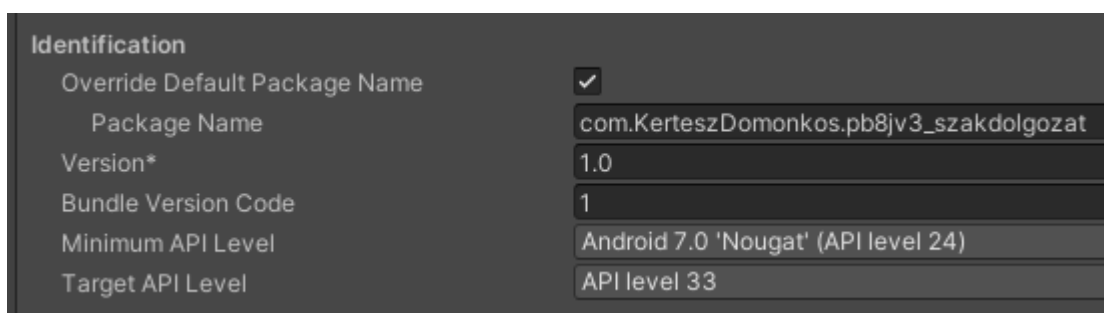 Identification
Override Default Package Name
Package Name com.KerteszDomonkos.pb8jv3_szakdolgozat
Version* 1.0
Bundle Version Code 1
Minimum API Level Android 7.0 'Nougat' (API level 24)
Target API Level API level 33